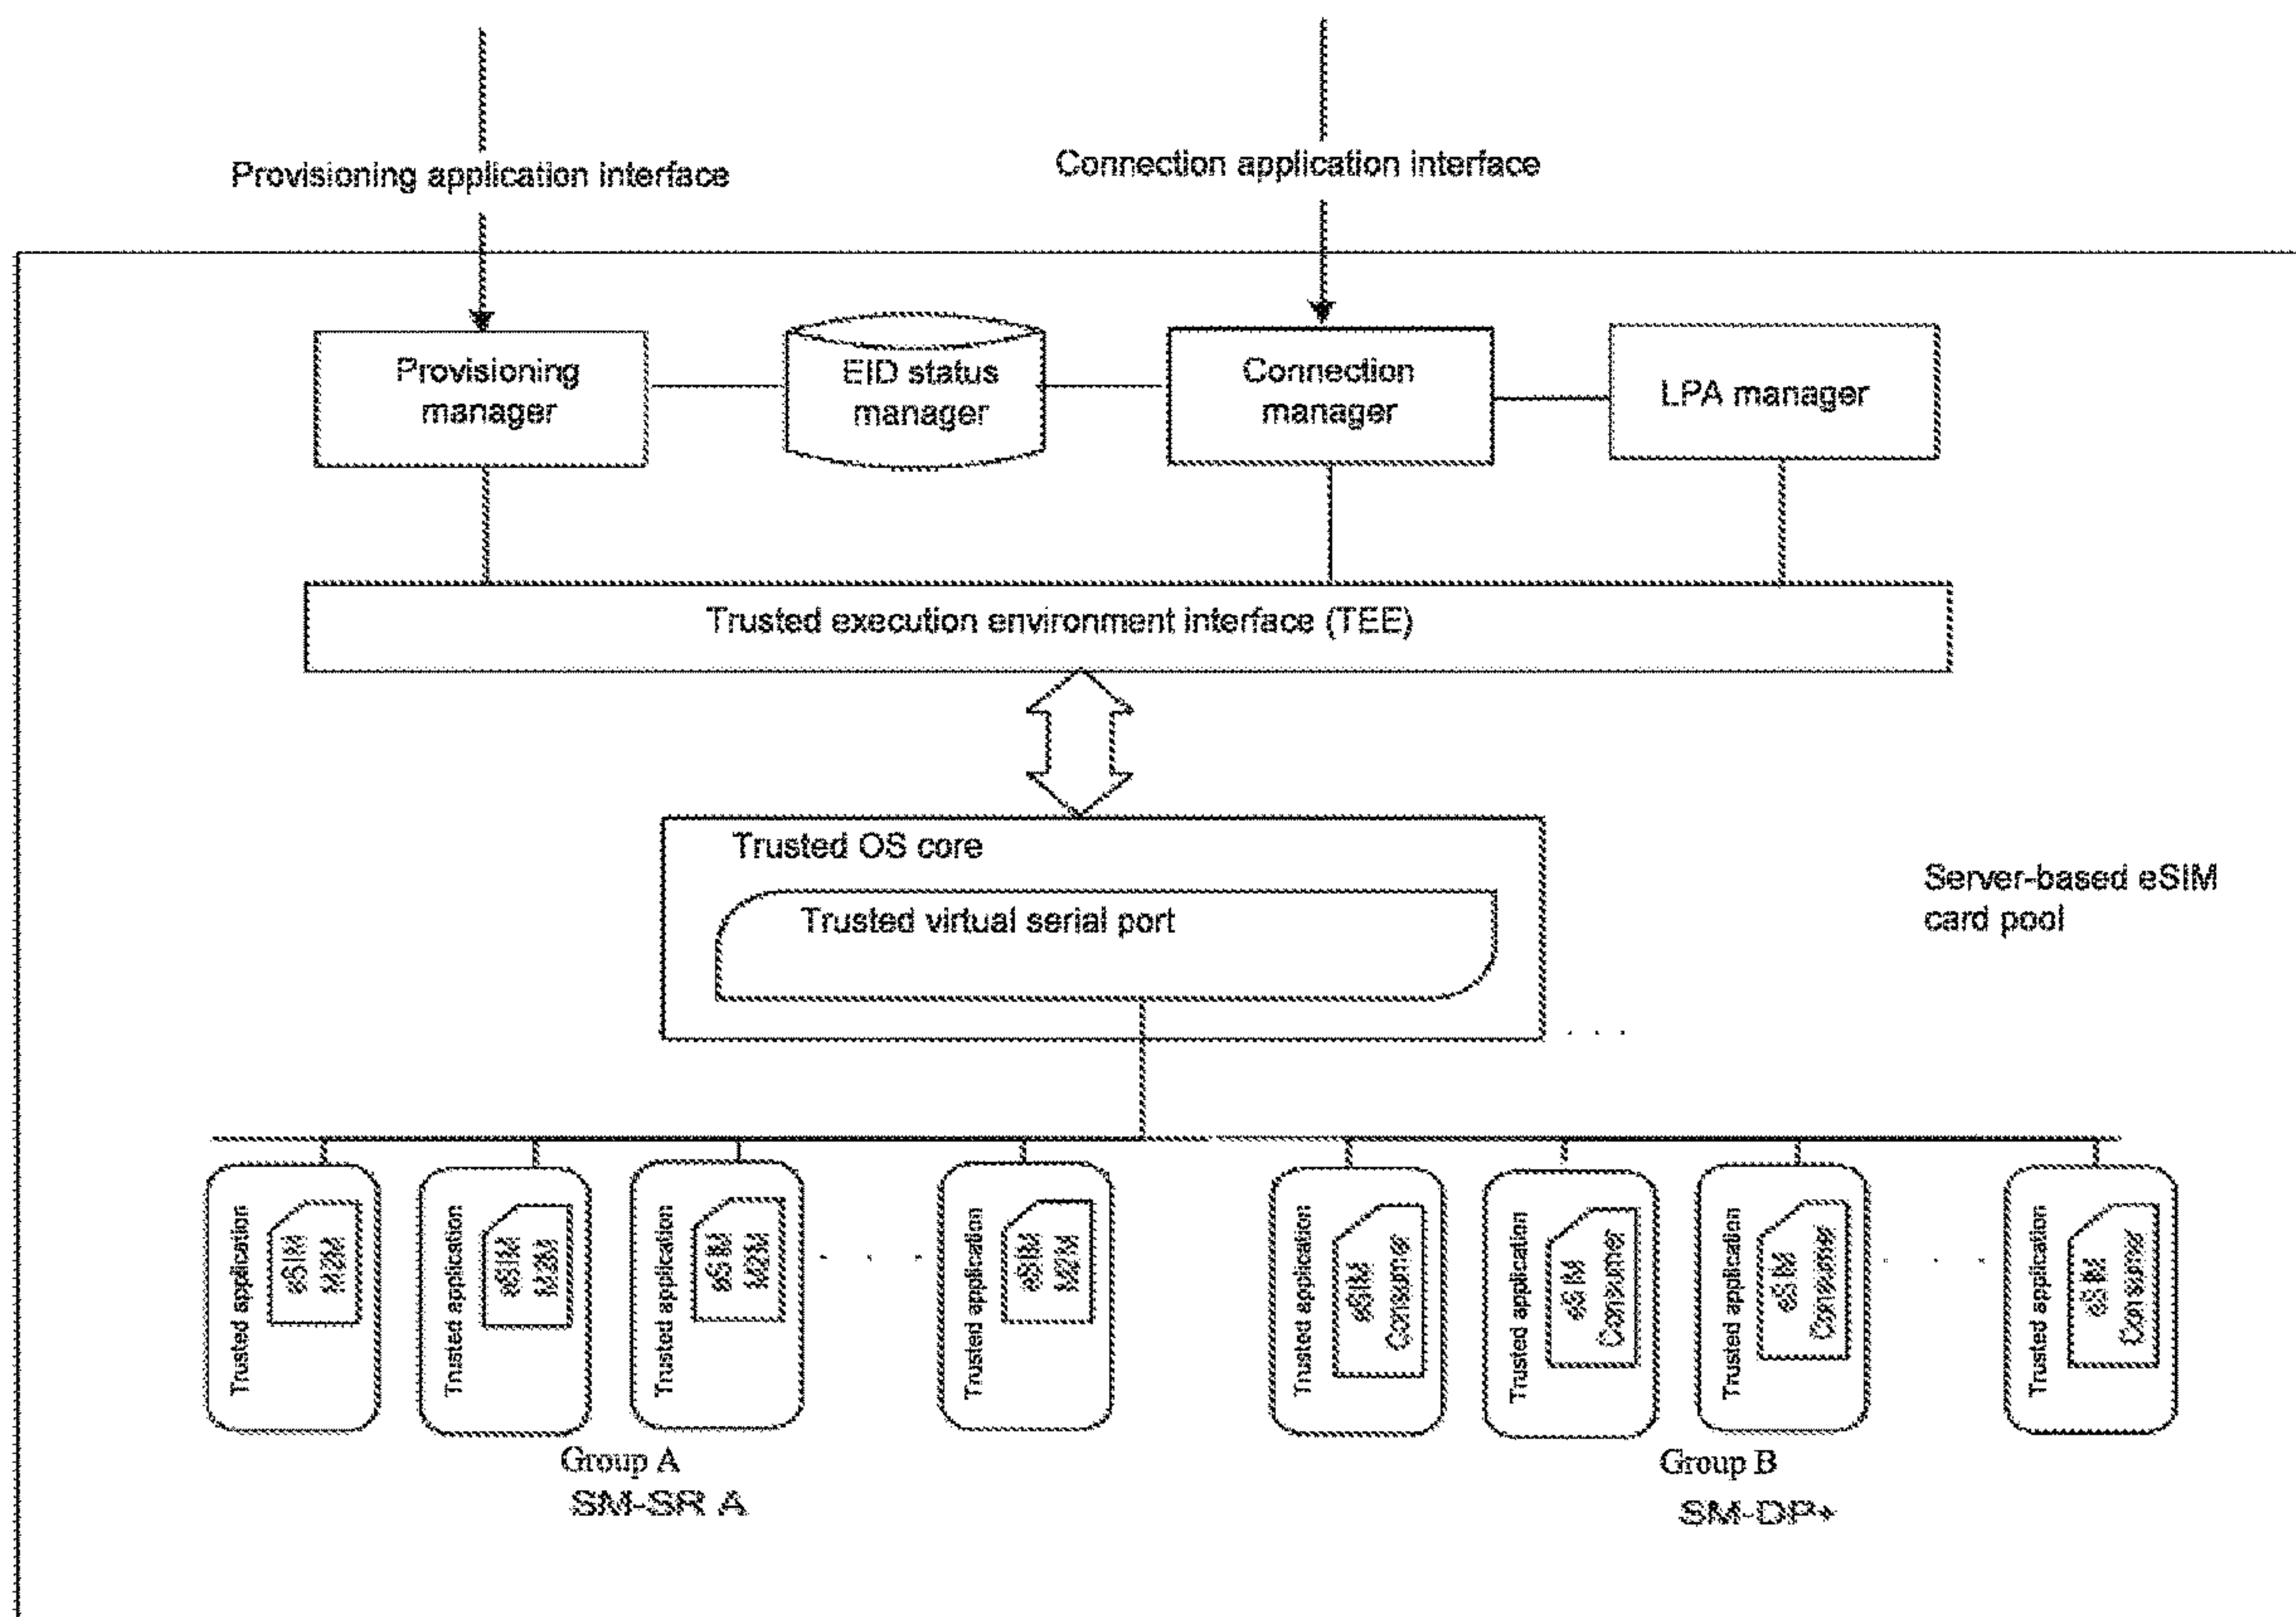 Provisioning application interface
Connection application interface
Provisioning
manager
EID status
manager
Connection
manager
LPA manager
Trusted execution environment interface (TEE)
Trusted OS core
Trusted virtual serial port
. . .
Server-based eSIM
card pool
Trusted application
eSIM
M2M
Trusted application
eSIM
M2M
Trusted application
eSIM
M2M
. . .
Trusted application
eSIM
M2M
Trusted application
eSIM
Consumer
Trusted application
eSIM
Consumer
Trusted application
eSIM
Consumer
. . .
Trusted application
eSIM
Consumer
Group A
SM-SR A
Group B
SM-DP+